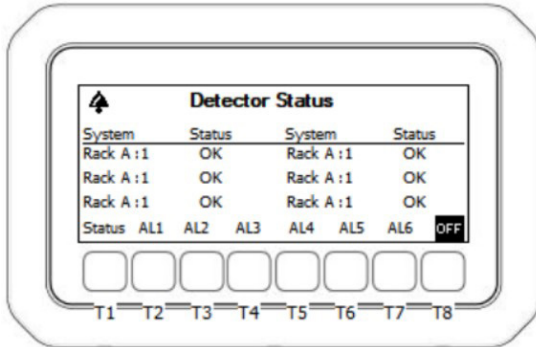 Detector Status
System Status System Status
Rack A :1 OK Rack A :1 OK
Rack A :1 OK Rack A :1 OK
Rack A :1 OK Rack A :1 OK
Status AL1 AL2 AL3 AL4 AL5 AL6 OFF
T1 T2 T3 T4 T5 T6 T7 T8